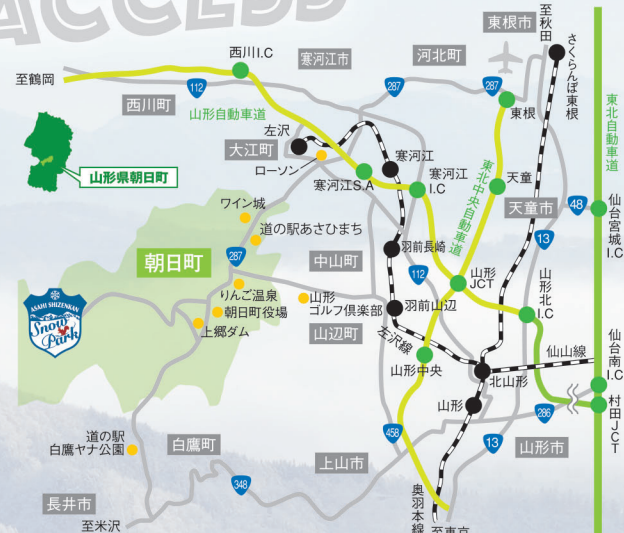 ACCESS
至秋田
東根市
さくらんぼ東根
西川I.C
寒河江市
河北町
至鶴岡
112
287
287
東根
西川町
山形自動車道
東北自動車道
左沢
大江町
ローソン
寒河江
寒河江S.A
寒河江
I.C
天童
東北中央自動車道
天童市
48
仙台宮城I.C
山形県朝日町
ワイン城
道の駅あさひまち
13
朝日町
287
中山町
羽前長崎
112
山形
JCT
山形北I.C
りんご温泉
朝日町役場
上郷ダム
山形
ゴルフ倶楽部
羽前山辺
山辺町
ASAHI SHIZENKAN
Snow
Park
左沢線
山形中央
仙山線
仙台南I.C
北山形
山形
286
村田JCT
道の駅
白鷹ヤナ公園
白鷹町
458
13
山形市
上山市
348
長井市
至米沢
奥羽本線
至東京